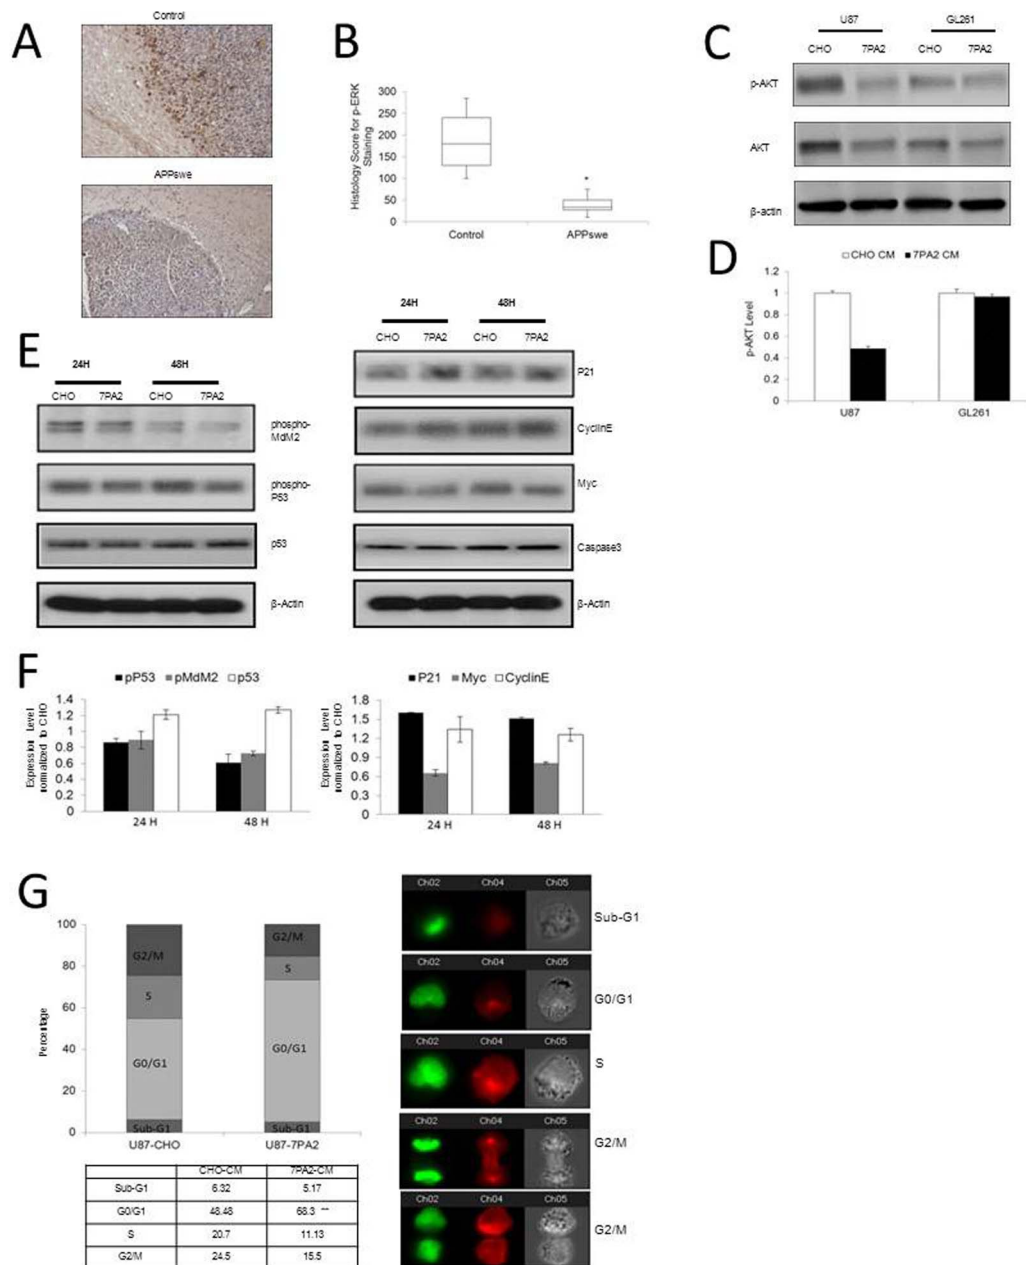 A
Control
APPswe
B
Histology Score for p-ERK
Staining
300
250
200
150
100
50
0
*
Control
APPswe
C
U87
GL261
CHO
7PA2
CHO
7PA2
p-AKT
AKT
β-actin
D
CHO CM
7PA2 CM
p-AKT Level
1.2
1
0.8
0.6
0.4
0.2
0
U87
GL261
E
24H
48H
CHO
7PA2
CHO
7PA2
phospho-
MdM2
phospho-
P53
p53
β-Actin
24H
48H
CHO
7PA2
CHO
7PA2
P21
CyclinE
Myc
Caspase3
β-Actin
F
pP53
pMdM2
p53
Expression Level
normalized to CHO
1.4
1.2
1
0.8
0.6
0.4
0.2
0
24 H
48 H
P21
Myc
CyclinE
Expression Level
normalized to CHO
1.8
1.5
1.2
0.9
0.6
0.3
0
24 H
48 H
G
Percentage
100
80
60
40
20
0
G2/M
S
G0/G1
Sub-G1
G2/M
S
G0/G1
Sub-G1
U87-CHO
U87-7PA2
CHO-CM 7PA2-CM
Sub-G1 6.32 5.17
G0/G1 48.48 68.3 **
S 20.7 11.13
G2/M 24.5 15.5
Ch02 Ch04 Ch05
Sub-G1
Ch02 Ch04 Ch05
G0/G1
Ch02 Ch04 Ch05
S
Ch02 Ch04 Ch05
G2/M
Ch02 Ch04 Ch05
G2/M